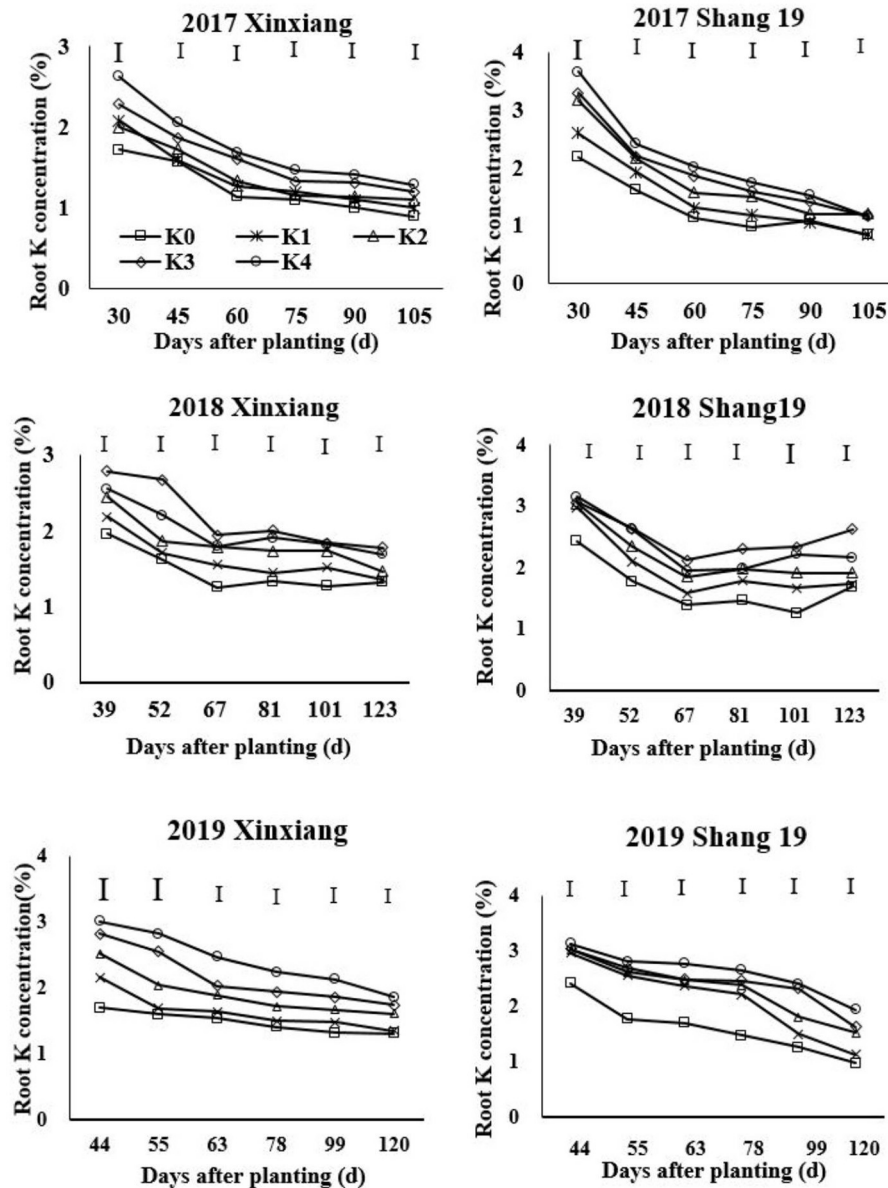 2017 Xinxiang
Root K concentration (%)
3
2
1
0
K0 K1 K2
K3 K4
30 45 60 75 90 105
Days after planting (d)
2017 Shang 19
Root K concentration (%)
4
3
2
1
0
30 45 60 75 90 105
Days after planting (d)
2018 Xinxiang
Root K concentration (%)
3
2
1
0
39 52 67 81 101 123
Days after planting (d)
2018 Shang19
Root K concentration (%)
4
3
2
1
0
39 52 67 81 101 123
Days after planting (d)
2019 Xinxiang
Root K concentration(%)
4
3
2
1
0
44 55 63 78 99 120
Days after planting (d)
2019 Shang 19
Root K concentration (%)
4
3
2
1
0
44 55 63 78 99 120
Days after planting (d)